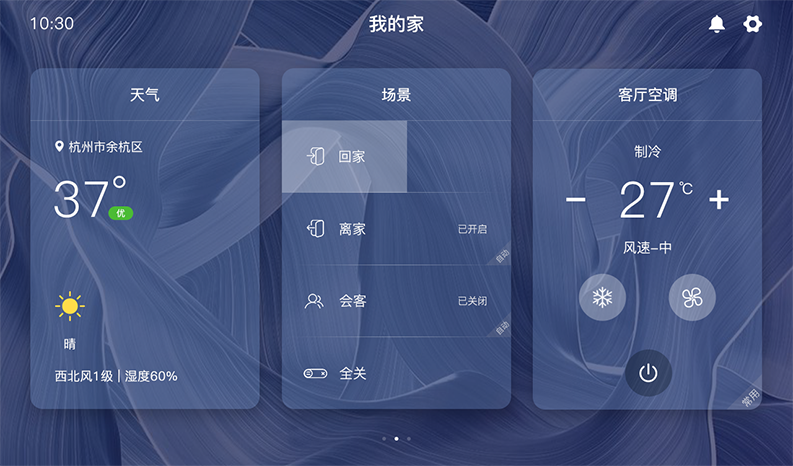 10:30
我的家
天气
杭州市余杭区
37°
优
晴
西北风1级 | 湿度60%
场景
回家
离家
已开启
自动
会客
已关闭
自动
全关
客厅空调
制冷
− 27℃ +
风速-中
常用